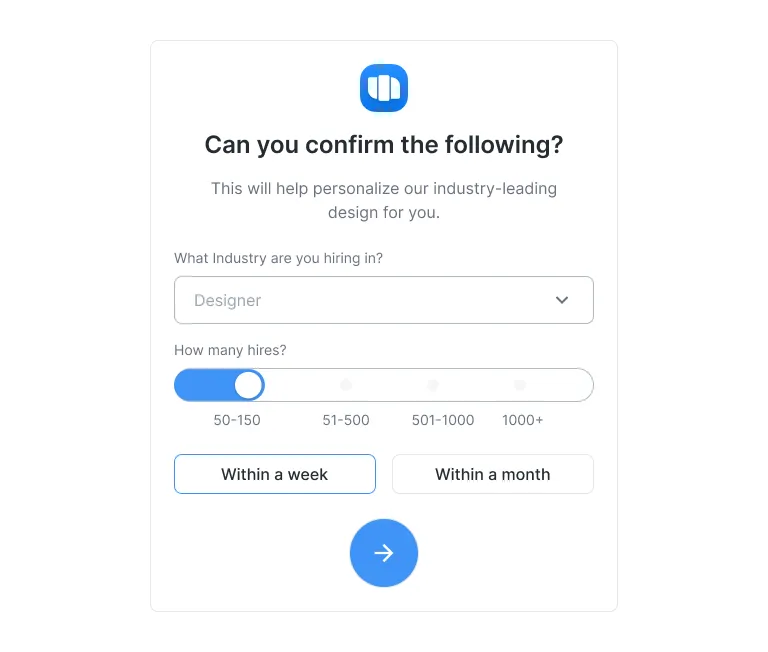 Can you confirm the following?
This will help personalize our industry-leading
design for you.
What Industry are you hiring in?
Designer
How many hires?
50-150 51-500 501-1000 1000+
Within a week Within a month